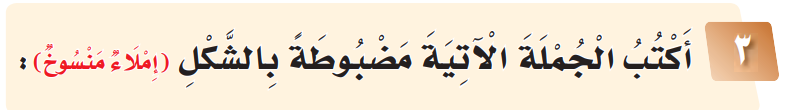 ٣ أَكْتُبُ الْجُمْلَةَ الْآتِيَةَ مَضْبُوطَةً بِالشَّكْلِ (إِمْلَاءٌ مَنْسُوخٌ) :